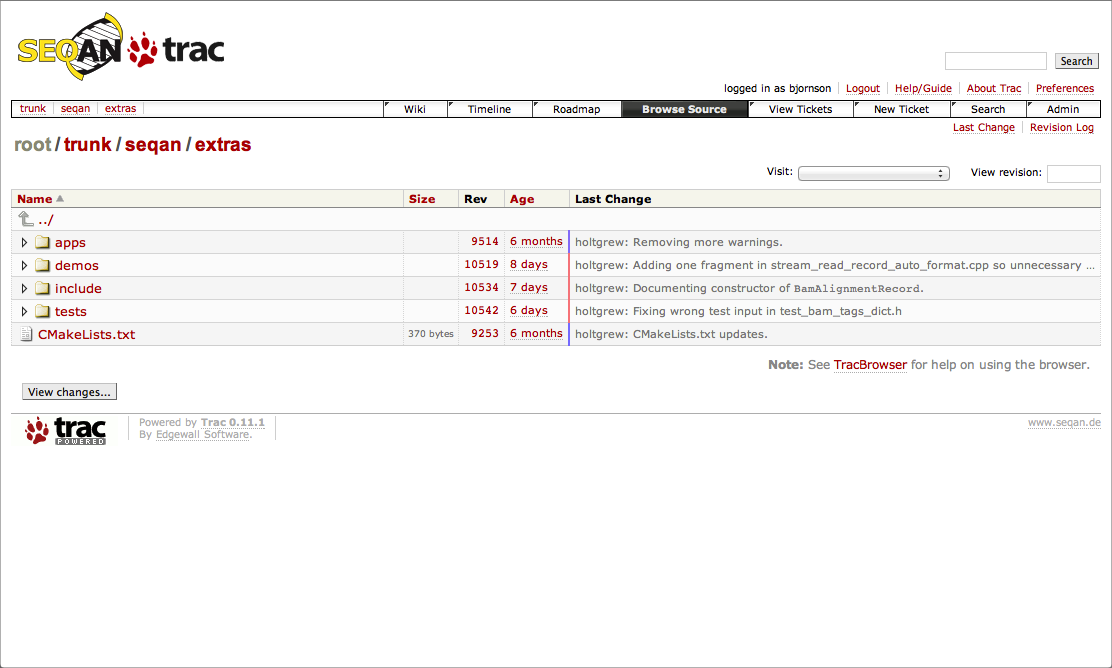 SEQAN trac
Search
logged in as bjornson Logout Help/Guide About Trac Preferences
trunk seqan extras Wiki Timeline Roadmap Browse Source View Tickets New Ticket Search Admin
Last Change Revision Log
root / trunk / seqan / extras
Visit: View revision:
Name Size Rev Age Last Change
../
apps 9514 6 months holtgrew: Removing more warnings.
demos 10519 8 days holtgrew: Adding one fragment in stream_read_record_auto_format.cpp so unnecessary ...
include 10534 7 days holtgrew: Documenting constructor of BamAlignmentRecord.
tests 10542 6 days holtgrew: Fixing wrong test input in test_bam_tags_dict.h
CMakeLists.txt 370 bytes 9253 6 months holtgrew: CMakeLists.txt updates.
Note: See TracBrowser for help on using the browser.
View changes...
trac POWERED
Powered by Trac 0.11.1
By Edgewall Software.
www.seqan.de